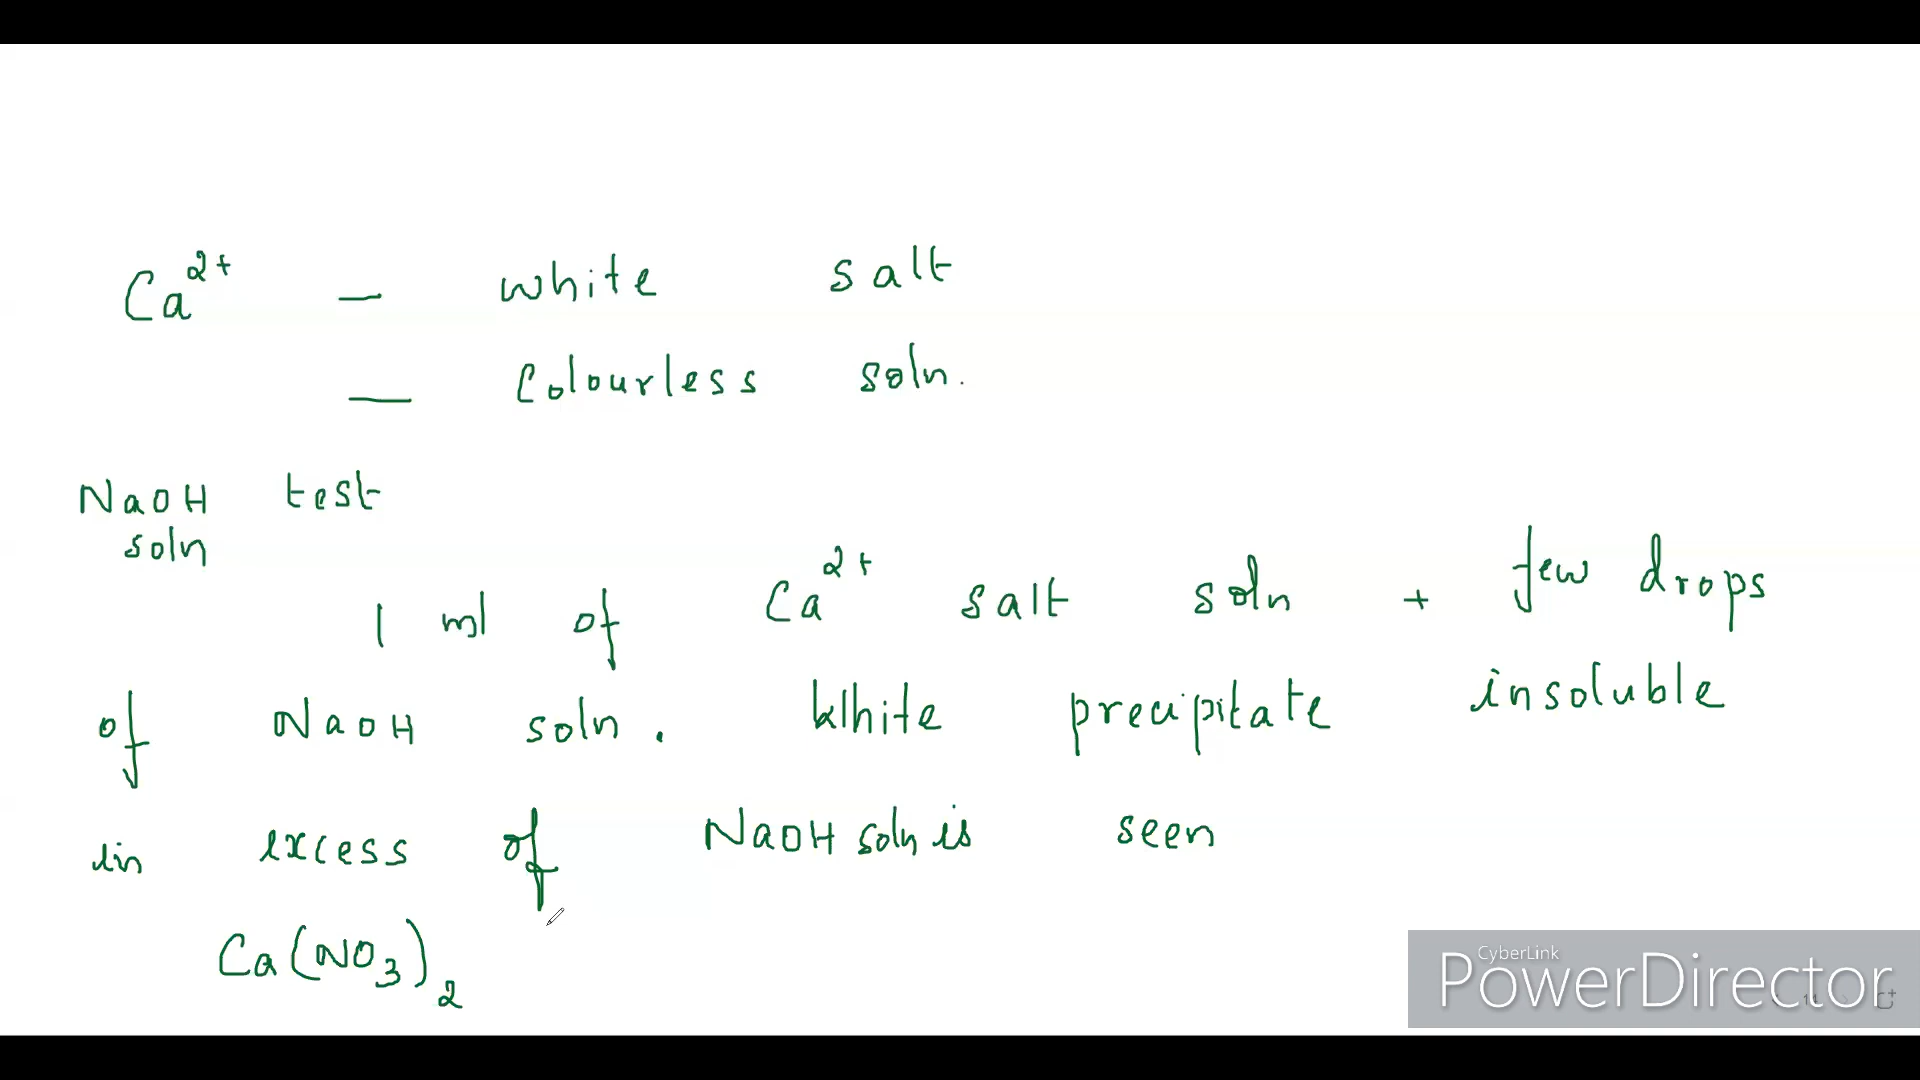 Ca²⁺ — white salt
— Colourless soln.
NaOH test
soln
1 ml of Ca²⁺ salt soln + few drops
of NaOH soln. White precipitate insoluble
in excess of NaOH soln is seen
Ca(NO₃)₂
CyberLink
PowerDirector